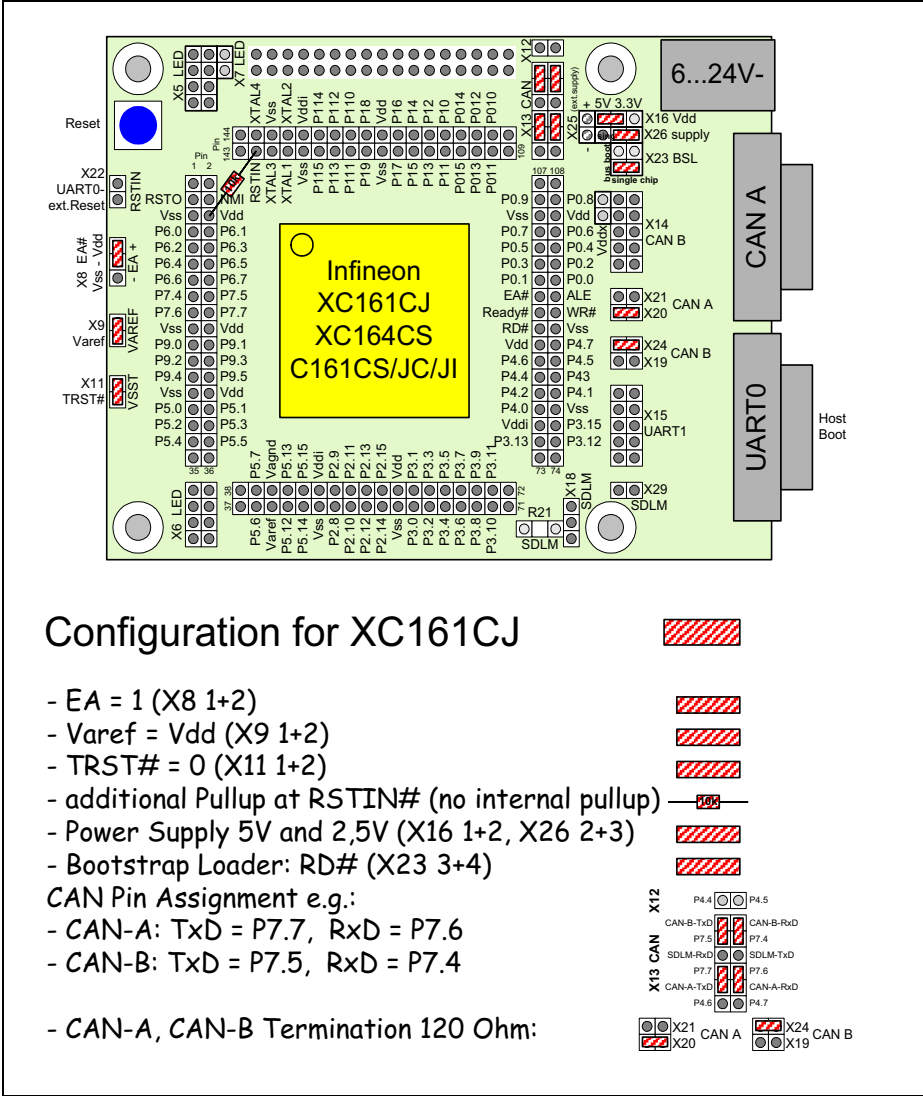 X5 LED
X7 LED
X12
6...24V-
XTAL4
Vss
XTAL2
Vddi
P114
P112
P110
P18
Vdd
P16
P14
P12
P10
P014
P012
P010
X13 CAN
X25
(ext.supply)
+ 5V 3.3V
X16 Vdd
X26 supply
X23 BSL
bus boot
single chip
-
Reset
Pin
143 144
109
RSTIN
XTAL3
XTAL1
Vss
P115
P113
P111
P19
Vss
P17
P15
P13
P11
P015
P013
P011
10k
X22
UART0-
ext.Reset
RSTIN
Pin
1 2
RSTO NMI
Vss Vdd
P6.0 P6.1
P6.2 P6.3
P6.4 P6.5
P6.6 P6.7
P7.4 P7.5
P7.6 P7.7
Vss Vdd
P9.0 P9.1
P9.2 P9.3
P9.4 P9.5
Vss Vdd
P5.0 P5.1
P5.2 P5.3
P5.4 P5.5
35 36
X8 EA#
Vss - Vdd
- EA +
X9
Varef
VAREF
X11
TRST#
VSST
Infineon
XC161CJ
XC164CS
C161CS/JC/JI
107 108
P0.9 P0.8
Vss Vdd
P0.7 P0.6
P0.5 P0.4
P0.3 P0.2
P0.1 P0.0
EA# ALE
Ready# WR#
RD# Vss
Vdd P4.7
P4.6 P4.5
P4.4 P43
P4.2 P4.1
P4.0 Vss
Vddi P3.15
P3.13 P3.12
73 74
Vddx
X14
CAN B
X21
X20
CAN A
X24
X19
CAN B
X15
UART1
X29
SDLM
CAN A
UART0
Host
Boot
X6 LED
37 38
P5.7
Vagnd
P5.13
P5.15
Vddi
P2.9
P2.11
P2.13
P2.15
Vdd
P3.1
P3.3
P3.5
P3.7
P3.9
P3.11
71 72
P5.6
Varef
P5.12
P5.14
Vss
P2.8
P2.10
P2.12
P2.14
Vss
P3.0
P3.2
P3.4
P3.6
P3.8
P3.10
R21
SDLM
X18
SDLM
Configuration for XC161CJ
- EA = 1 (X8 1+2)
- Varef = Vdd (X9 1+2)
- TRST# = 0 (X11 1+2)
- additional Pullup at RSTIN# (no internal pullup)
10k
- Power Supply 5V and 2,5V (X16 1+2, X26 2+3)
- Bootstrap Loader: RD# (X23 3+4)
CAN Pin Assignment e.g.:
- CAN-A: TxD = P7.7, RxD = P7.6
- CAN-B: TxD = P7.5, RxD = P7.4
X12
P4.4 P4.5
X13 CAN
CAN-B-TxD CAN-B-RxD
P7.5 P7.4
SDLM-RxD SDLM-TxD
P7.7 P7.6
CAN-A-TxD CAN-A-RxD
P4.6 P4.7
- CAN-A, CAN-B Termination 120 Ohm:
X21
X20
CAN A
X24
X19
CAN B